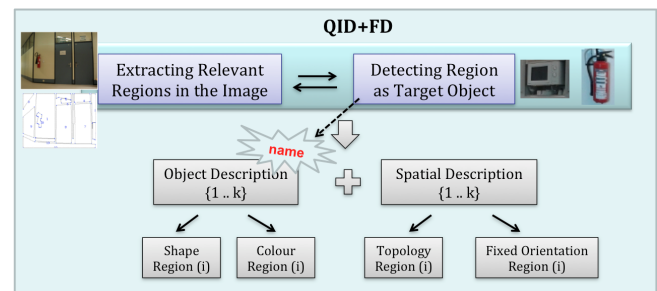 QID+FD
Extracting Relevant
Regions in the Image
Detecting Region
as Target Object
name
Object Description
{1 .. k}
Spatial Description
{1 .. k}
Shape
Region (i)
Colour
Region (i)
Topology
Region (i)
Fixed Orientation
Region (i)